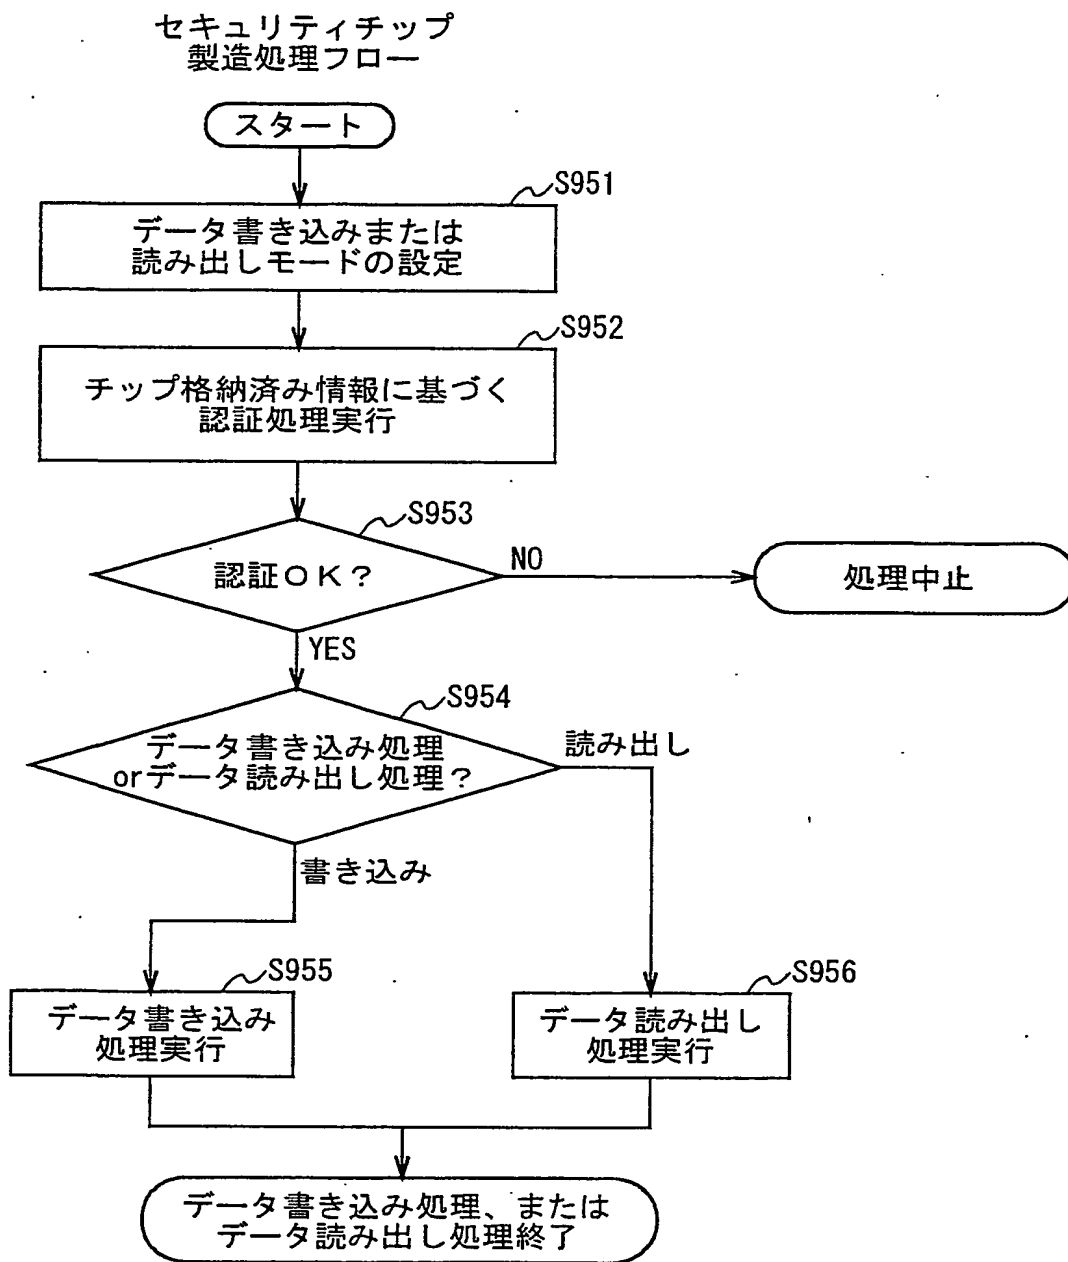 セキュリティチップ
製造処理フロー
スタート
S951
データ書き込みまたは
読み出しモードの設定
S952
チップ格納済み情報に基づく
認証処理実行
S953
認証OK？
NO
処理中止
YES
S954
データ書き込み処理
orデータ読み出し処理？
読み出し
書き込み
S955
データ書き込み
処理実行
S956
データ読み出し
処理実行
データ書き込み処理、または
データ読み出し処理終了